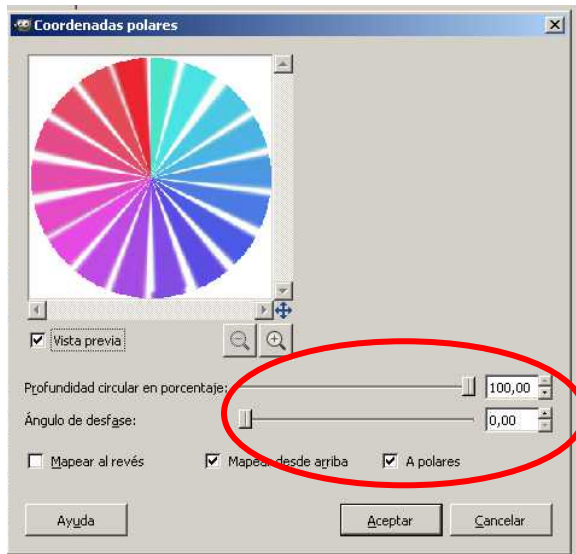 Coordenadas polares
Vista previa
Profundidad circular en porcentaje:
100,00
Ángulo de desfase:
0,00
Mapear al revés
Mapear desde arriba
A polares
Ayuda
Aceptar
Cancelar